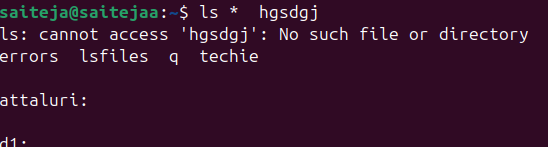 saiteja@saitejaa:~$ ls *  hgsdgj
ls: cannot access 'hgsdgj': No such file or directory
errors  lsfiles  q  techie
attaluri:
d1: